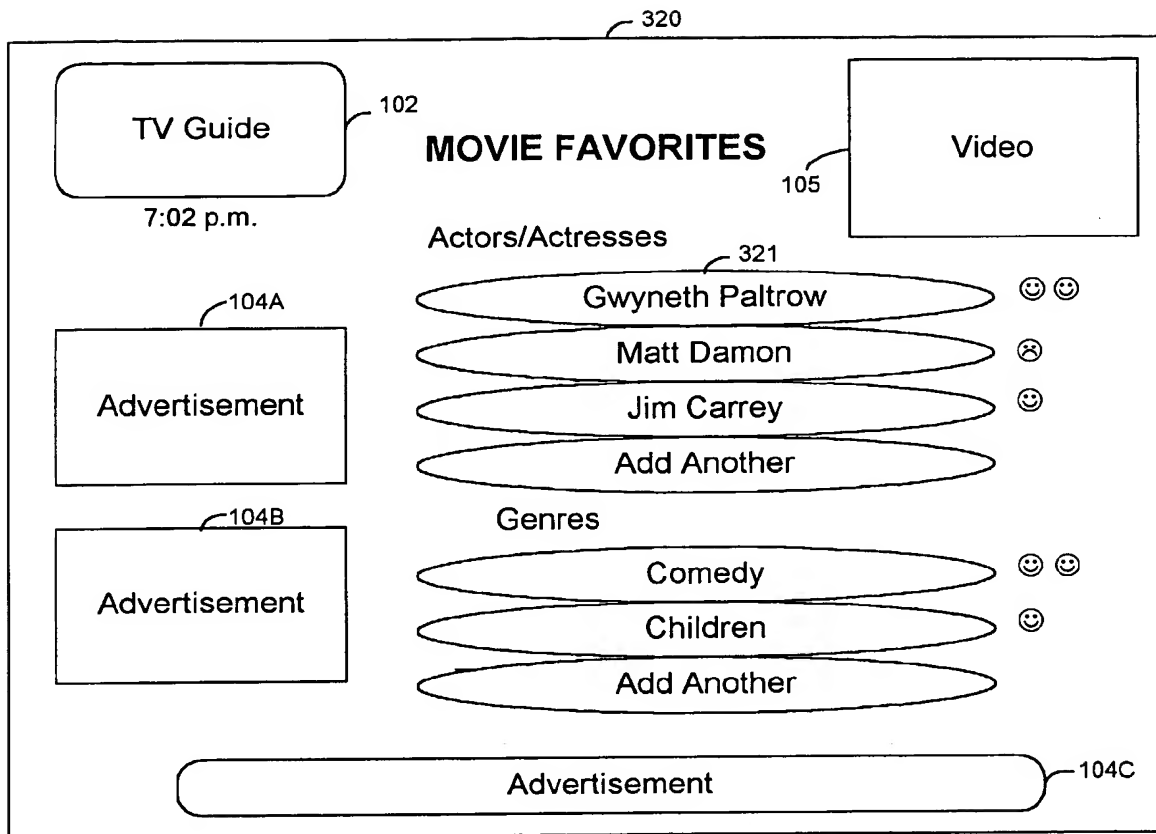 320
TV Guide
102
MOVIE FAVORITES
Video
105
7:02 p.m.
Actors/Actresses
321
Gwyneth Paltrow
104A
Matt Damon
Advertisement
Jim Carrey
Add Another
104B
Genres
Comedy
Advertisement
Children
Add Another
Advertisement
104C